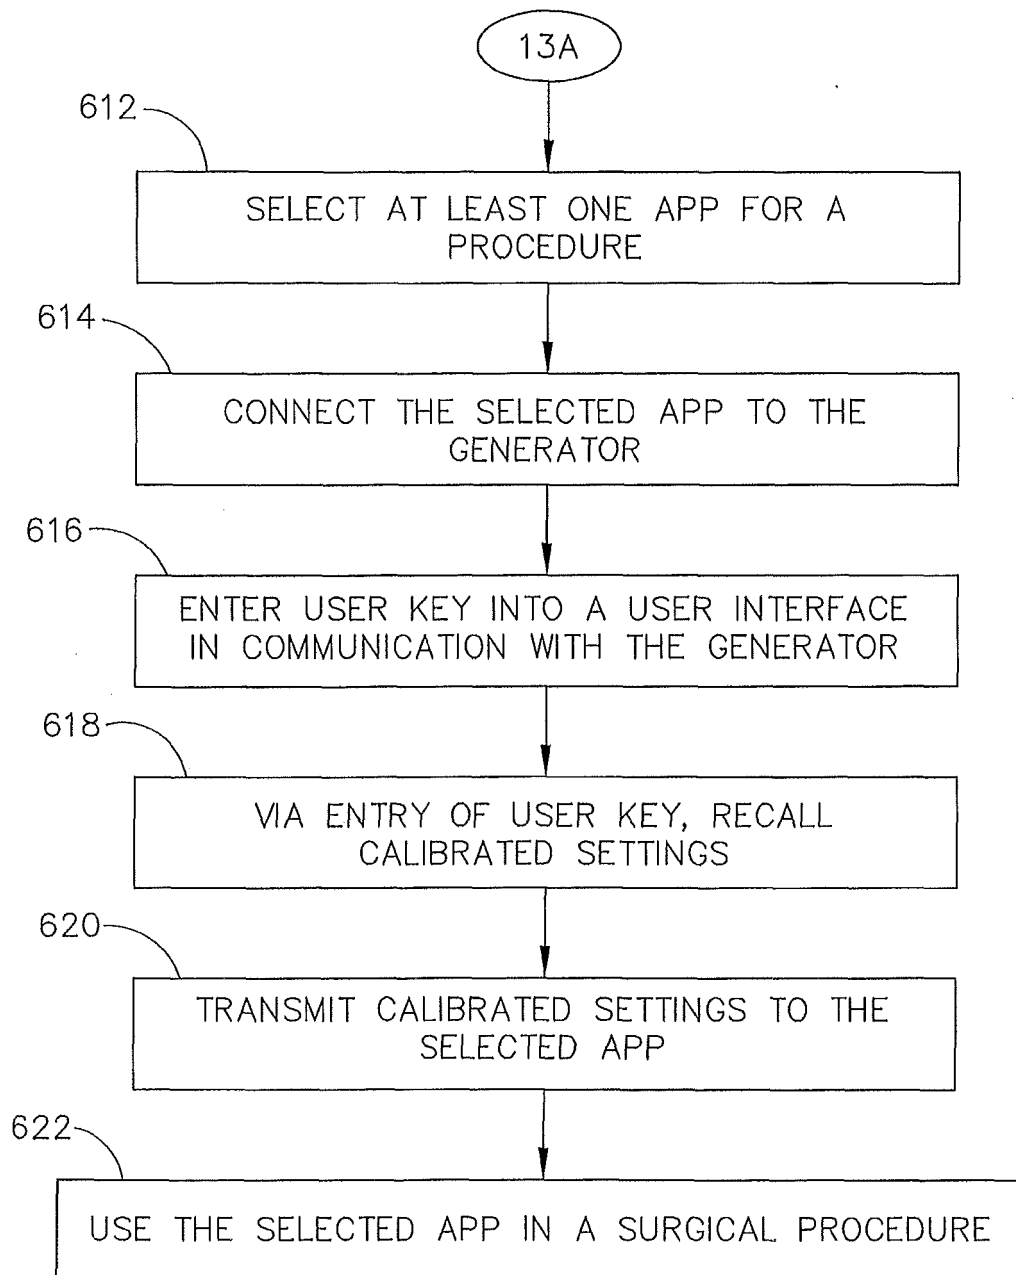 13A
612
SELECT AT LEAST ONE APP FOR A
PROCEDURE
614
CONNECT THE SELECTED APP TO THE
GENERATOR
616
ENTER USER KEY INTO A USER INTERFACE
IN COMMUNICATION WITH THE GENERATOR
618
VIA ENTRY OF USER KEY, RECALL
CALIBRATED SETTINGS
620
TRANSMIT CALIBRATED SETTINGS TO THE
SELECTED APP
622
USE THE SELECTED APP IN A SURGICAL PROCEDURE